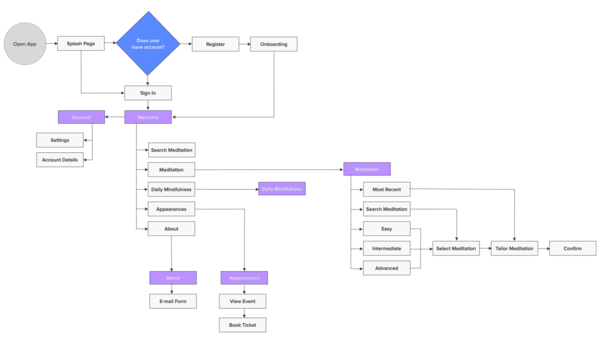 Open App
Splash Page
Does user
have account?
Register
Onboarding
Sign In
Account
Welcome
Settings
Account Details
Search Meditation
Meditation
Daily Mindfulness
Appearances
About
Daily Mindfulness
Meditation
Most Recent
Search Meditation
Easy
Intermediate
Advanced
Select Meditation
Tailor Meditation
Confirm
About
E-mail Form
Appearances
View Event
Book Ticket